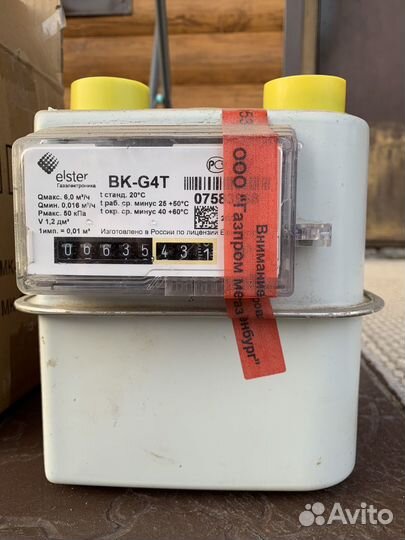 elster
Газэлектроника
BK-G4T
Qмакс. 6,0 м³/ч
Qмин. 0,016 м³/ч
Pмакс. 50 кПа
V 1,2 дм³
1 имп. = 0,01 м³
t станд. 20°C
t раб. ср. минус 25 +50°C
t окр. ср. минус 40 +60°C
Изготовлено в России по лицензии
06635,431
ООО "Газпром
Внимание
Avito